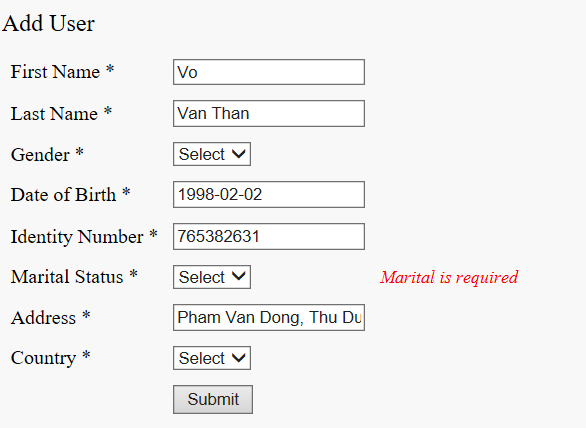 Add User
First Name * Vo
Last Name * Van Than
Gender * Select
Date of Birth * 1998-02-02
Identity Number * 765382631
Marital Status * Select Marital is required
Address * Pham Van Dong, Thu Du
Country * Select
Submit